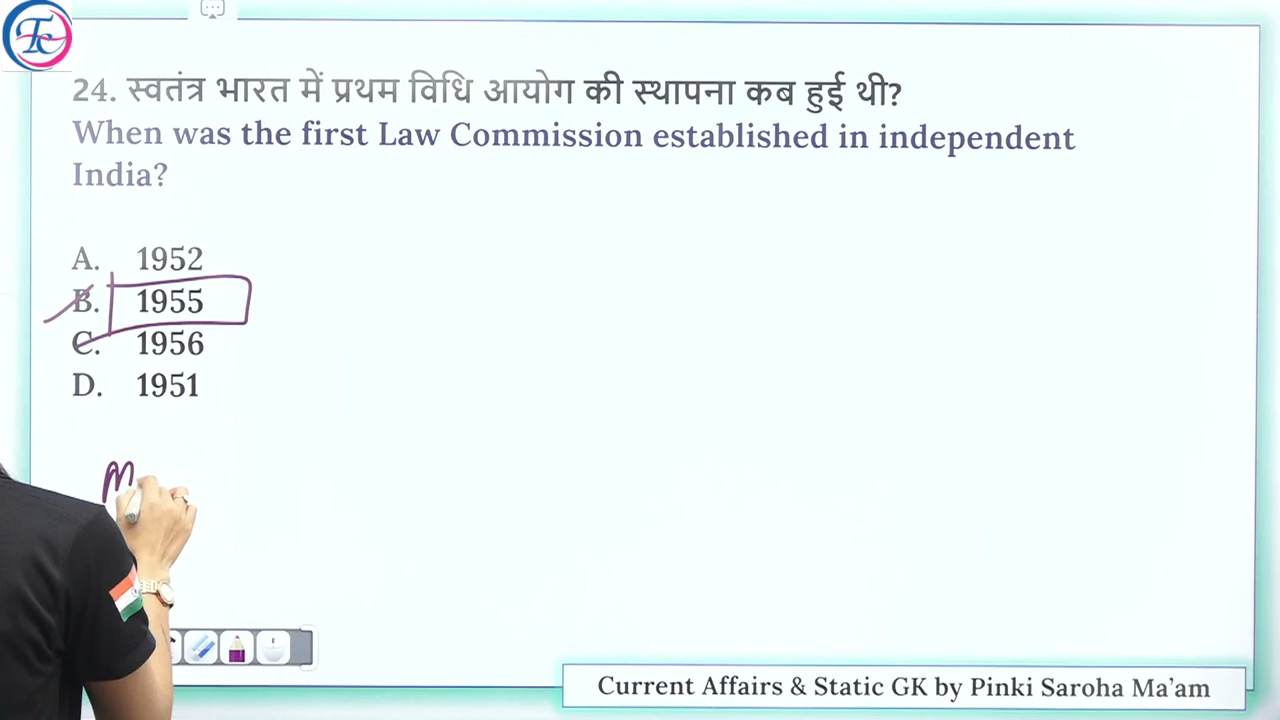 24. स्वतंत्र भारत में प्रथम विधि आयोग की स्थापना कब हुई थी?
When was the first Law Commission established in independent
India?
A. 1952
B. 1955
C. 1956
D. 1951
M
Current Affairs & Static GK by Pinki Saroha Ma'am